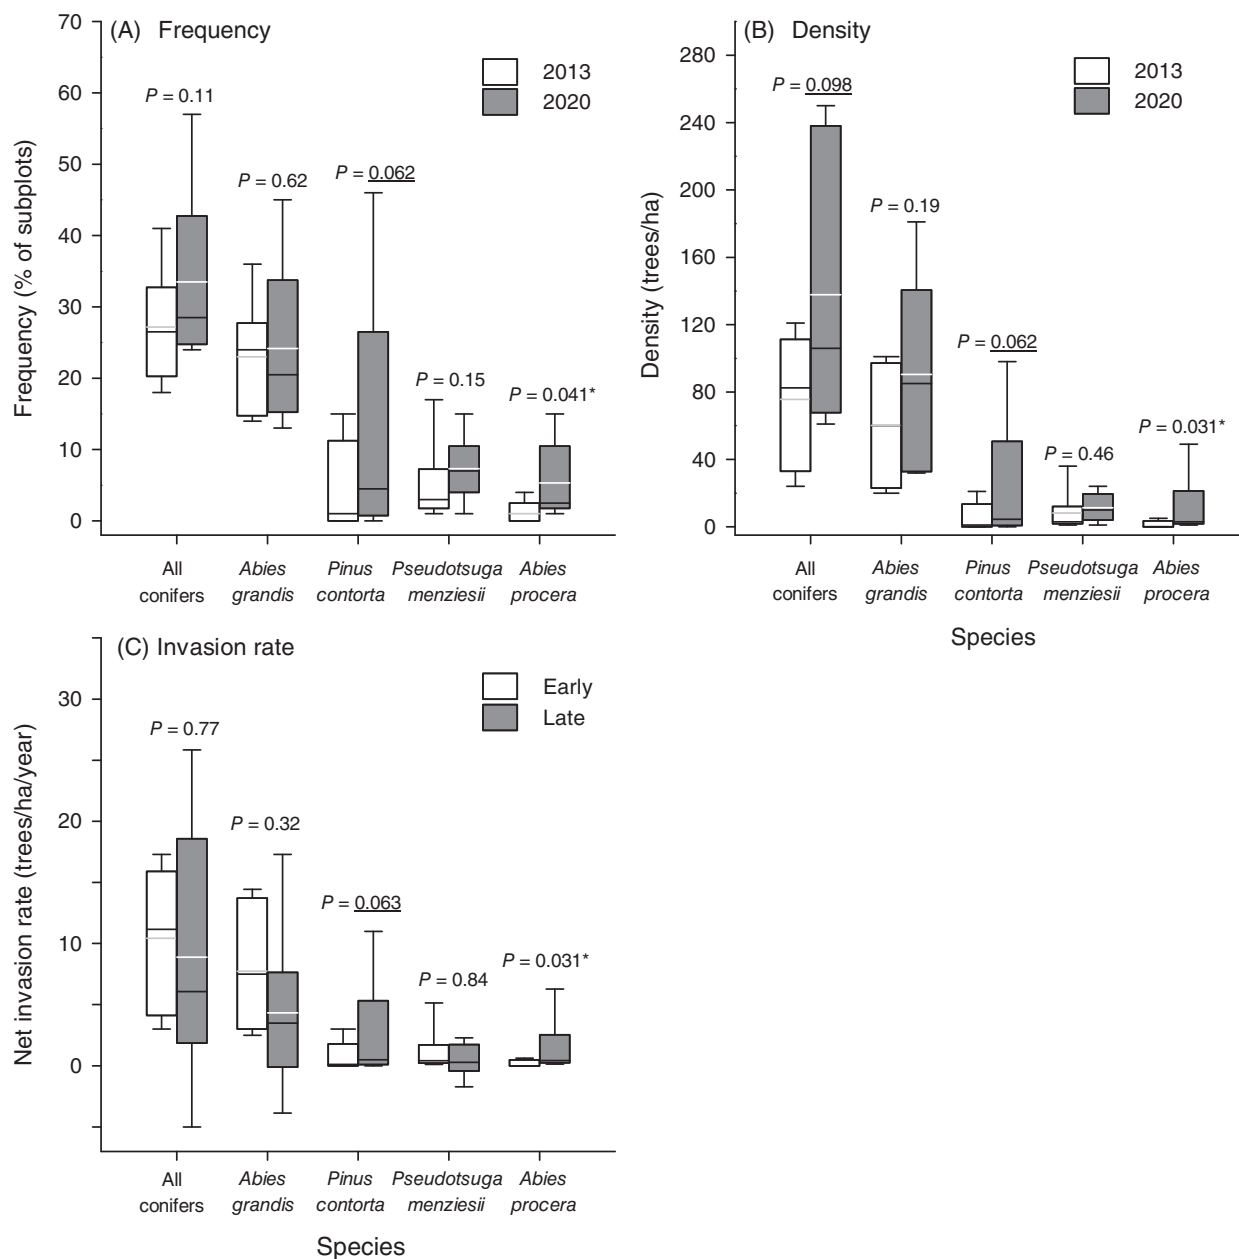 (A) Frequency
2013
2020
70
60
50
40
30
20
10
0
Frequency (% of subplots)
P = 0.11
P = 0.62
P = 0.062
P = 0.15
P = 0.041*
All
conifers
Abies
grandis
Pinus
contorta
Pseudotsuga
menziesii
Abies
procera
(B) Density
2013
2020
280
240
200
160
120
80
40
0
Density (trees/ha)
P = 0.098
P = 0.19
P = 0.062
P = 0.46
P = 0.031*
All
conifers
Abies
grandis
Pinus
contorta
Pseudotsuga
menziesii
Abies
procera
Species
(C) Invasion rate
Early
Late
30
20
10
0
Net invasion rate (trees/ha/year)
P = 0.77
P = 0.32
P = 0.063
P = 0.84
P = 0.031*
All
conifers
Abies
grandis
Pinus
contorta
Pseudotsuga
menziesii
Abies
procera
Species